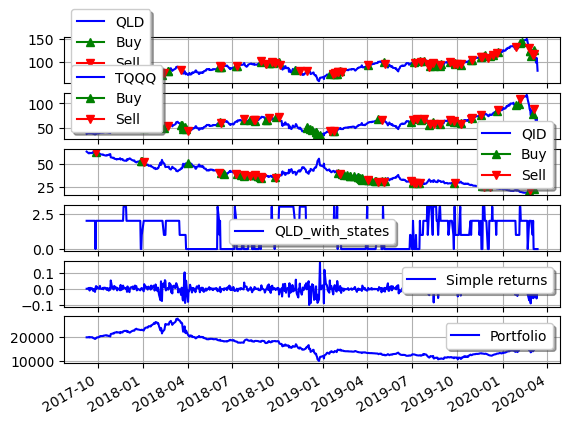 QLD
Buy
Sell
150
100
TQQQ
Buy
Sell
100
50
QID
Buy
Sell
50
25
QLD_with_states
2.5
0.0
Simple returns
0.1
0.0
−0.1
Portfolio
20000
10000
2017-10
2018-01
2018-04
2018-07
2018-10
2019-01
2019-04
2019-07
2019-10
2020-01
2020-04